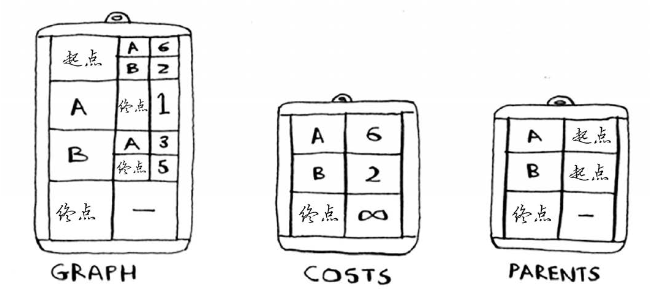 起点 A 6
B 2
A 终点 1
B A 3
终点 5
终点 —
GRAPH
A 6
B 2
终点 ∞
COSTS
A 起点
B 起点
终点 —
PARENTS